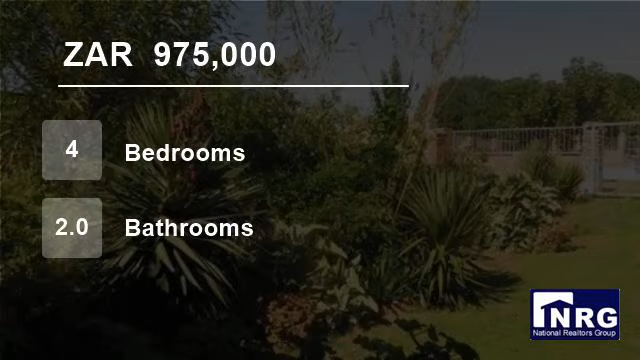 ZAR 975,000
4
Bedrooms
2.0
Bathrooms
NRG
National Realtors Group